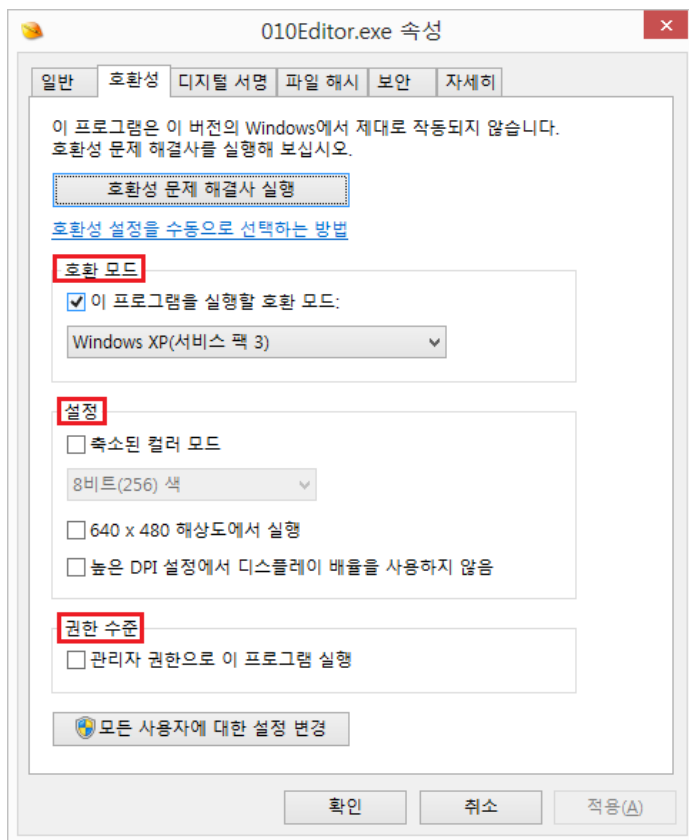 010Editor.exe 속성
일반 호환성 디지털 서명 파일 해시 보안 자세히
이 프로그램은 이 버전의 Windows에서 제대로 작동되지 않습니다.
호환성 문제 해결사를 실행해 보십시오.
호환성 문제 해결사 실행
호환성 설정을 수동으로 선택하는 방법
호환 모드
이 프로그램을 실행할 호환 모드:
Windows XP(서비스 팩 3)
설정
축소된 컬러 모드
8비트(256) 색
640 x 480 해상도에서 실행
높은 DPI 설정에서 디스플레이 배율을 사용하지 않음
권한 수준
관리자 권한으로 이 프로그램 실행
모든 사용자에 대한 설정 변경
확인 취소 적용(A)